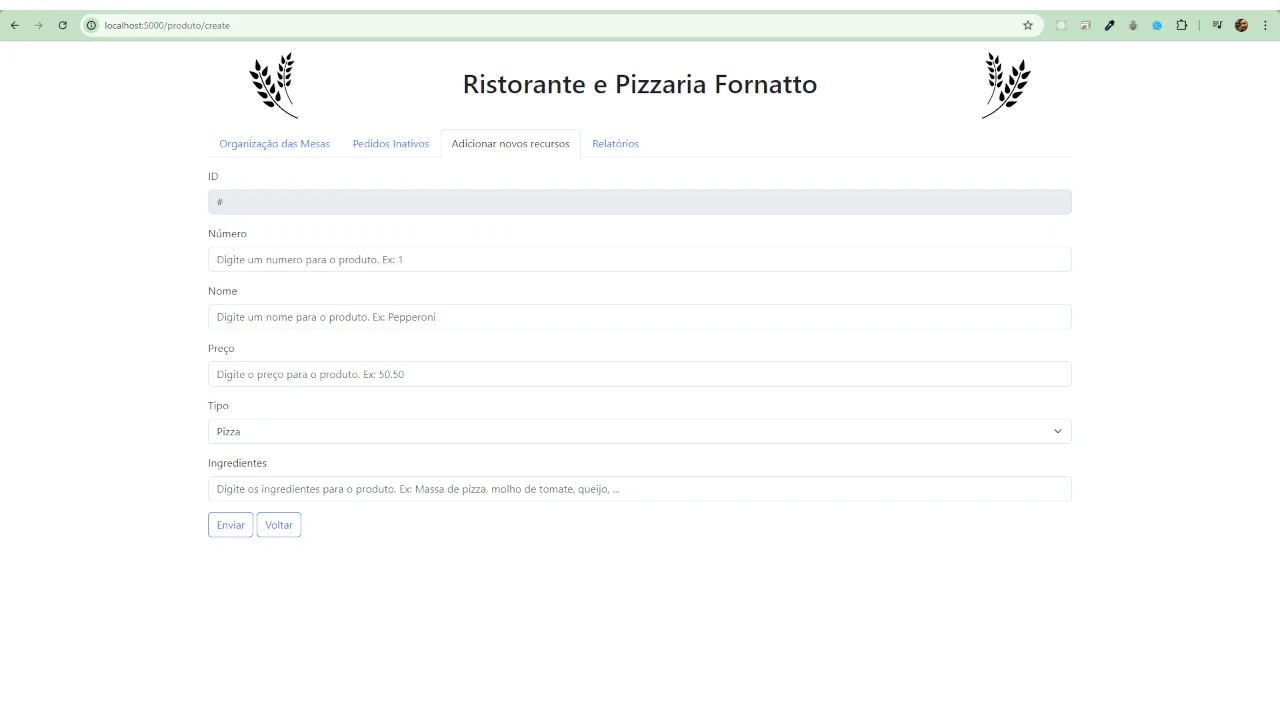 localhost:5000/produto/create
Ristorante e Pizzaria Fornatto
Organização das Mesas Pedidos Inativos Adicionar novos recursos Relatórios
ID
#
Número
Digite um numero para o produto. Ex: 1
Nome
Digite um nome para o produto. Ex: Pepperoni
Preço
Digite o preço para o produto. Ex: 50.50
Tipo
Pizza
Ingredientes
Digite os ingredientes para o produto. Ex: Massa de pizza, molho de tomate, queijo, ...
Enviar Voltar